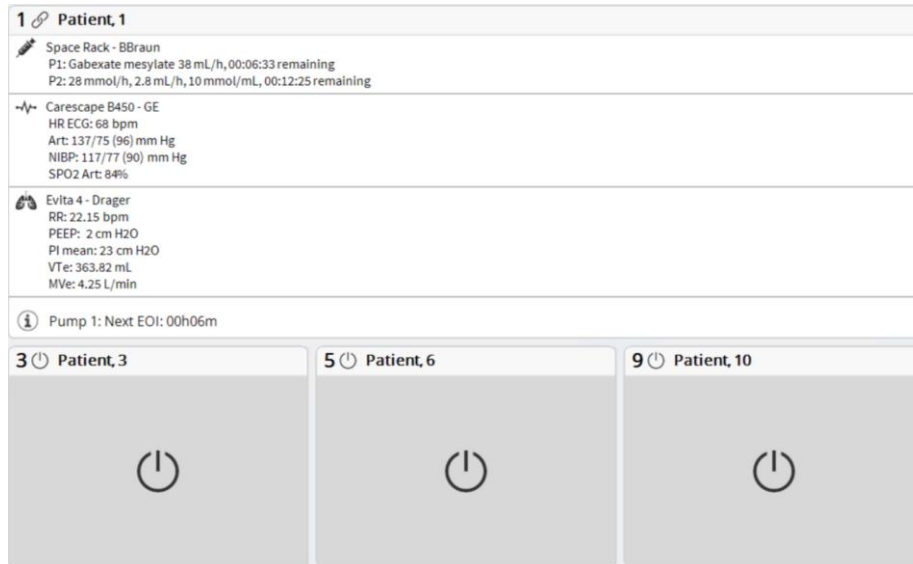 1 Patient, 1
Space Rack - BBraun
P1: Gabexate mesylate 38 mL/h, 00:06:33 remaining
P2: 28 mmol/h, 2.8 mL/h, 10 mmol/mL, 00:12:25 remaining
Carescape B450 - GE
HR ECG: 68 bpm
Art: 137/75 (96) mm Hg
NIBP: 117/77 (90) mm Hg
SPO2 Art: 84%
Evita 4 - Drager
RR: 22.15 bpm
PEEP: 2 cm H2O
PI mean: 23 cm H2O
VTe: 363.82 mL
MVe: 4.25 L/min
Pump 1: Next EOI: 00h06m
3 Patient, 3
5 Patient, 6
9 Patient, 10